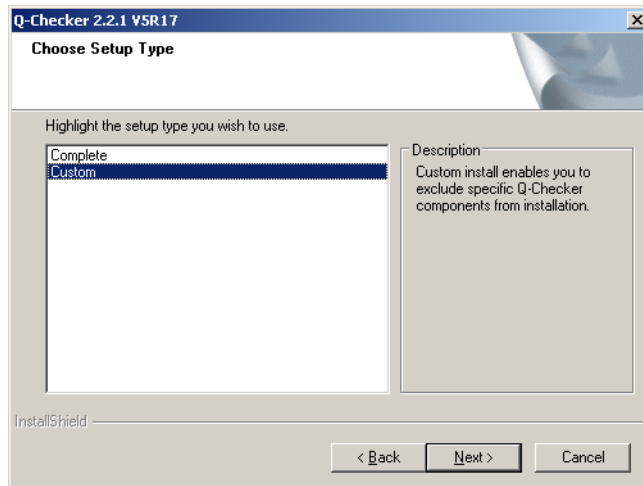 Q-Checker 2.2.1 V5R17
Choose Setup Type
Highlight the setup type you wish to use.
Complete
Custom
Description
Custom install enables you to
exclude specific Q-Checker
components from installation.
InstallShield
< Back
Next >
Cancel